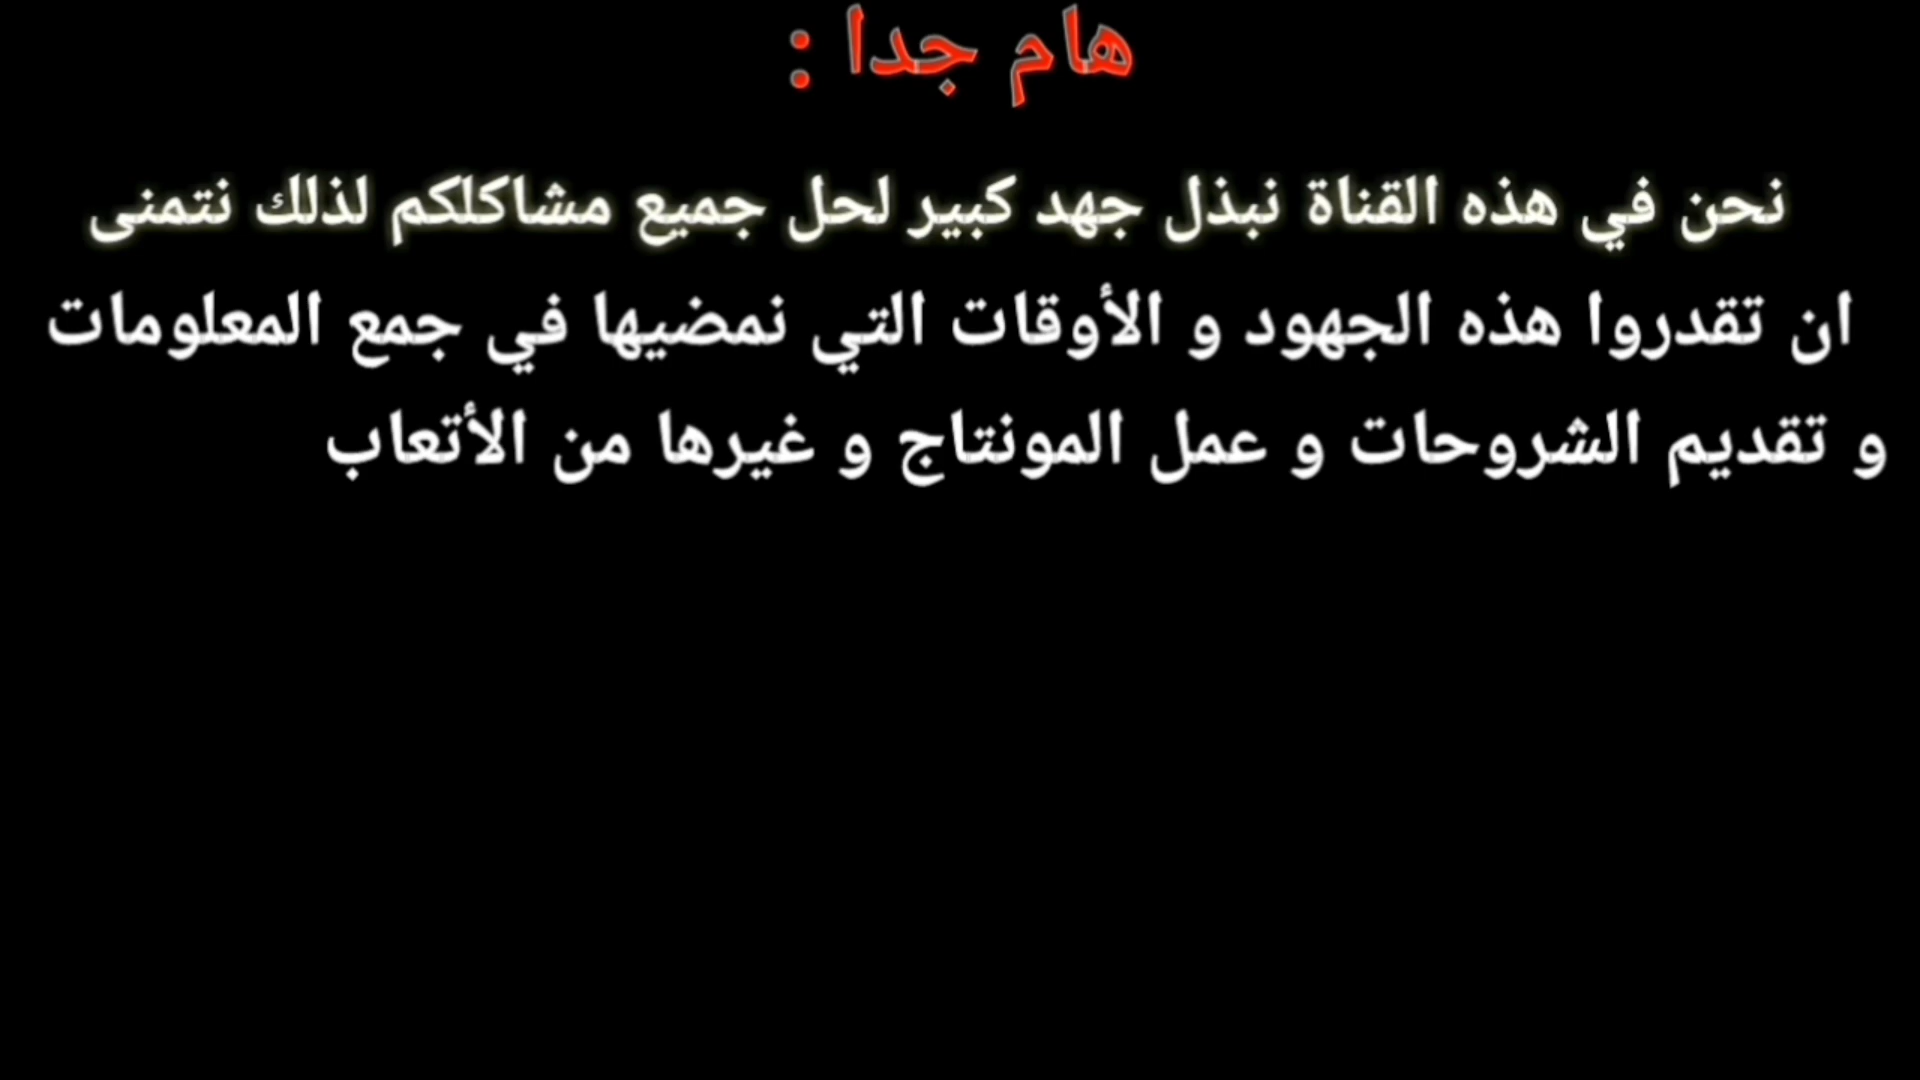 هام جدا :
نحن في هذه القناة نبذل جهد كبير لحل جميع مشاكلكم لذلك نتمنى
ان تقدروا هذه الجهود و الأوقات التي نمضيها في جمع المعلومات
و تقديم الشروحات و عمل المونتاج و غيرها من الأتعاب